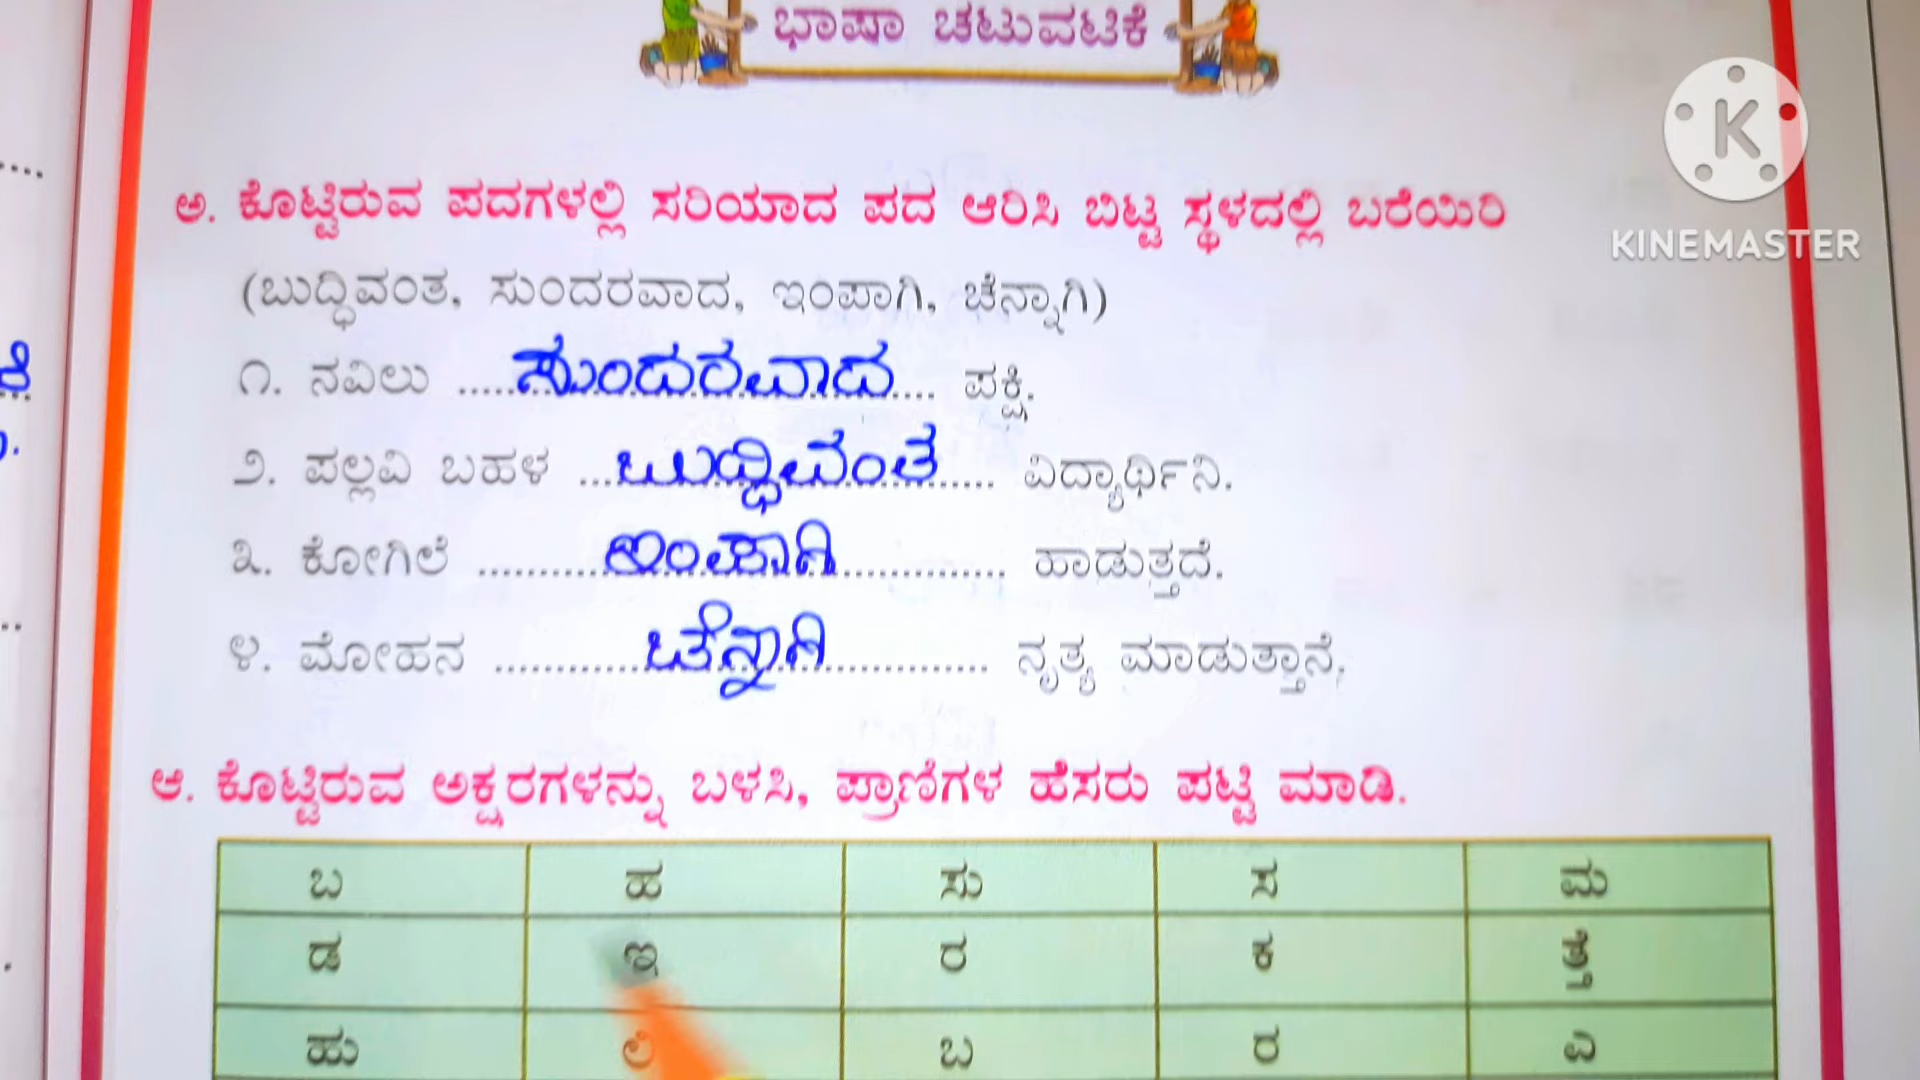 ಭಾಷಾ ಚಟುವಟಿಕೆ
KINEMASTER
ಅ. ಕೊಟ್ಟಿರುವ ಪದಗಳಲ್ಲಿ ಸರಿಯಾದ ಪದ ಆರಿಸಿ ಬಿಟ್ಟ ಸ್ಥಳದಲ್ಲಿ ಬರೆಯಿರಿ
(ಬುದ್ಧಿವಂತ, ಸುಂದರವಾದ, ಇಂಪಾಗಿ, ಚೆನ್ನಾಗಿ)
೧. ನವಿಲು ..... ಸುಂದರವಾದ .... ಪಕ್ಷಿ.
೨. ಪಲ್ಲವಿ ಬಹಳ ... ಬುದ್ಧಿವಂತ .... ವಿದ್ಯಾರ್ಥಿನಿ.
೩. ಕೋಗಿಲೆ .......... ಇಂಪಾಗಿ ............. ಹಾಡುತ್ತದೆ.
೪. ಮೋಹನ ............ ಚೆನ್ನಾಗಿ ............. ನೃತ್ಯ ಮಾಡುತ್ತಾನೆ.
ಆ. ಕೊಟ್ಟಿರುವ ಅಕ್ಷರಗಳನ್ನು ಬಳಸಿ, ಪ್ರಾಣಿಗಳ ಹೆಸರು ಪಟ್ಟಿ ಮಾಡಿ.
ಬ ಹ ಸು ಸ ಮ
ಡ ಇ ರ ಕ ತ್ತೆ
ಹು ಲಿ ಬ ರ ವಿ